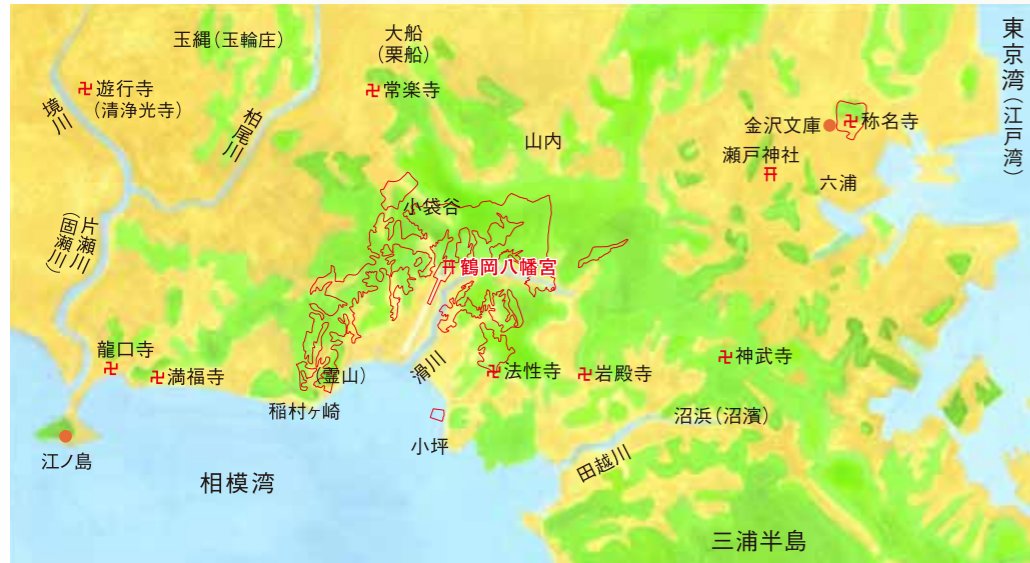 玉縄（玉輪庄）
大船
（栗船）
東京湾（江戸湾）
遊行寺
（清浄光寺）
常楽寺
境川
柏尾川
金沢文庫
称名寺
山内
瀬戸神社
六浦
小袋谷
片瀬川
（固瀬川）
鶴岡八幡宮
龍口寺
満福寺
（霊山）
滑川
法性寺
岩殿寺
神武寺
稲村ヶ崎
小坪
沼浜（沼濱）
田越川
江ノ島
相模湾
三浦半島